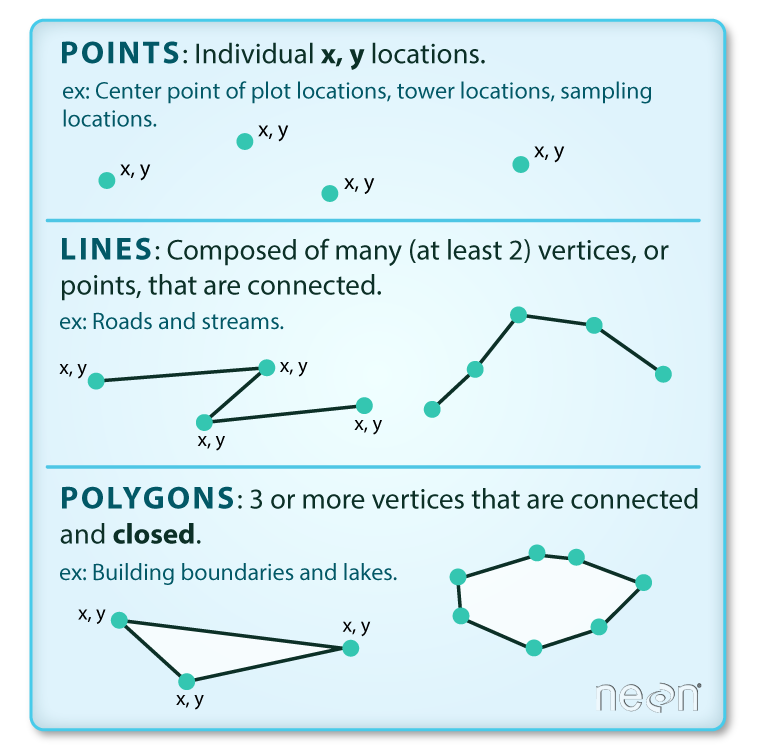 POINTS: Individual x, y locations.
ex: Center point of plot locations, tower locations, sampling
locations.
x, y
x, y
x, y
x, y
LINES: Composed of many (at least 2) vertices, or
points, that are connected.
ex: Roads and streams.
x, y
x, y
x, y
x, y
POLYGONS: 3 or more vertices that are connected
and closed.
ex: Building boundaries and lakes.
x, y
x, y
x, y
neon